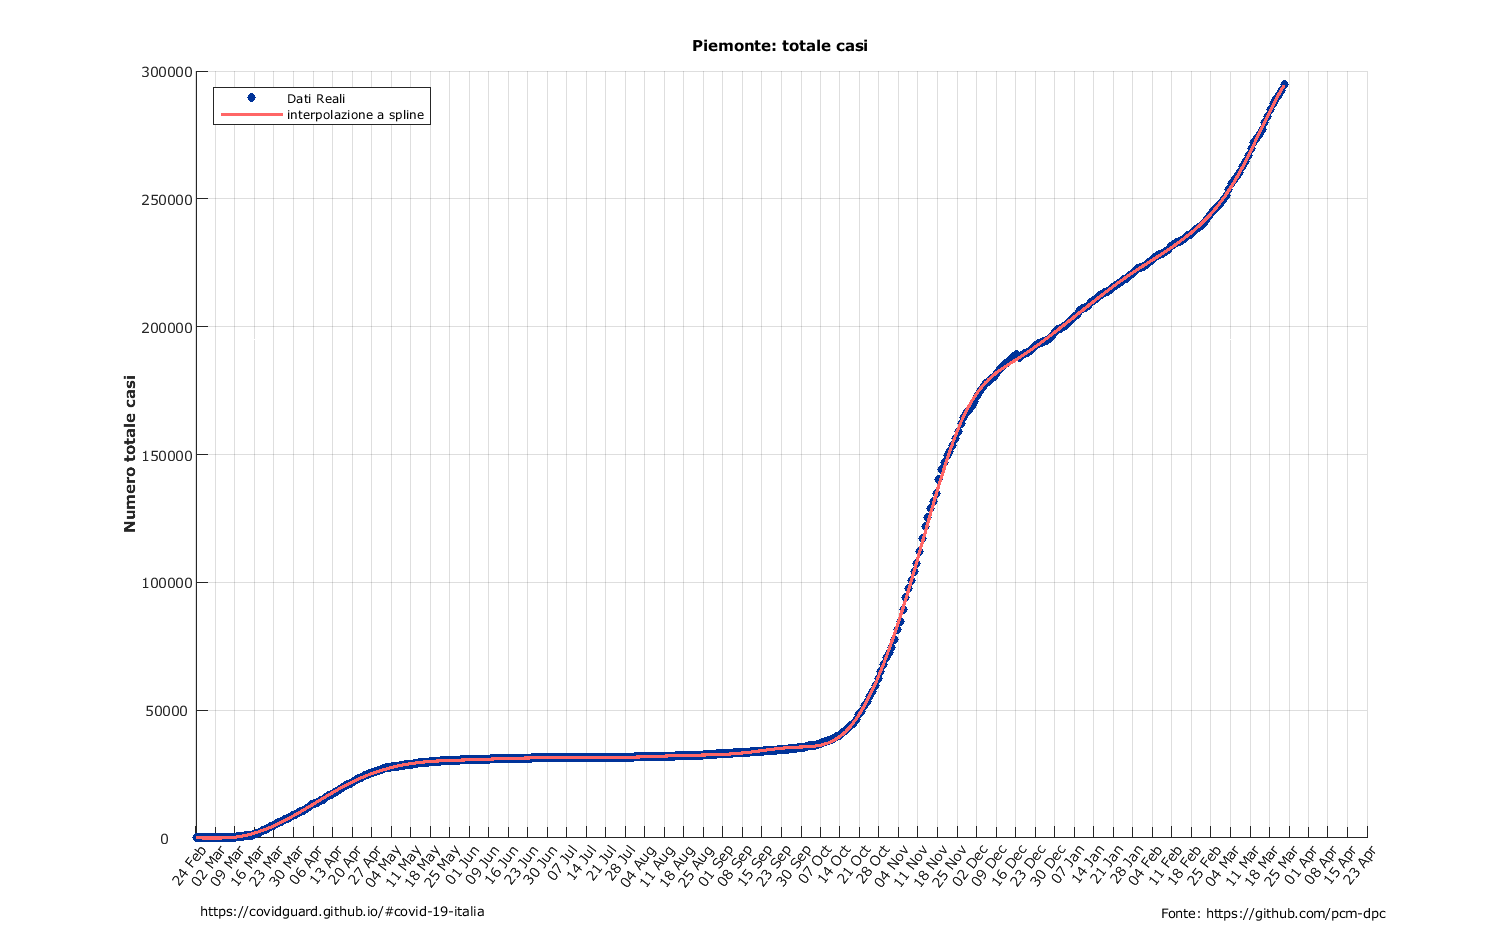 Piemonte: totale casi
300000
Dati Reali
interpolazione a spline
250000
200000
150000
100000
50000
0
Numero totale casi
24 Feb
02 Mar
09 Mar
16 Mar
23 Mar
30 Mar
06 Apr
13 Apr
20 Apr
27 Apr
04 May
11 May
18 May
25 May
01 Jun
09 Jun
16 Jun
23 Jun
30 Jun
07 Jul
14 Jul
21 Jul
28 Jul
04 Aug
11 Aug
18 Aug
25 Aug
01 Sep
08 Sep
15 Sep
23 Sep
30 Sep
07 Oct
14 Oct
21 Oct
28 Oct
04 Nov
11 Nov
18 Nov
25 Nov
02 Dec
09 Dec
16 Dec
23 Dec
30 Dec
07 Jan
14 Jan
21 Jan
28 Jan
04 Feb
11 Feb
18 Feb
25 Feb
04 Mar
11 Mar
18 Mar
25 Mar
01 Apr
08 Apr
15 Apr
23 Apr
https://covidguard.github.io/#covid-19-italia
Fonte: https://github.com/pcm-dpc